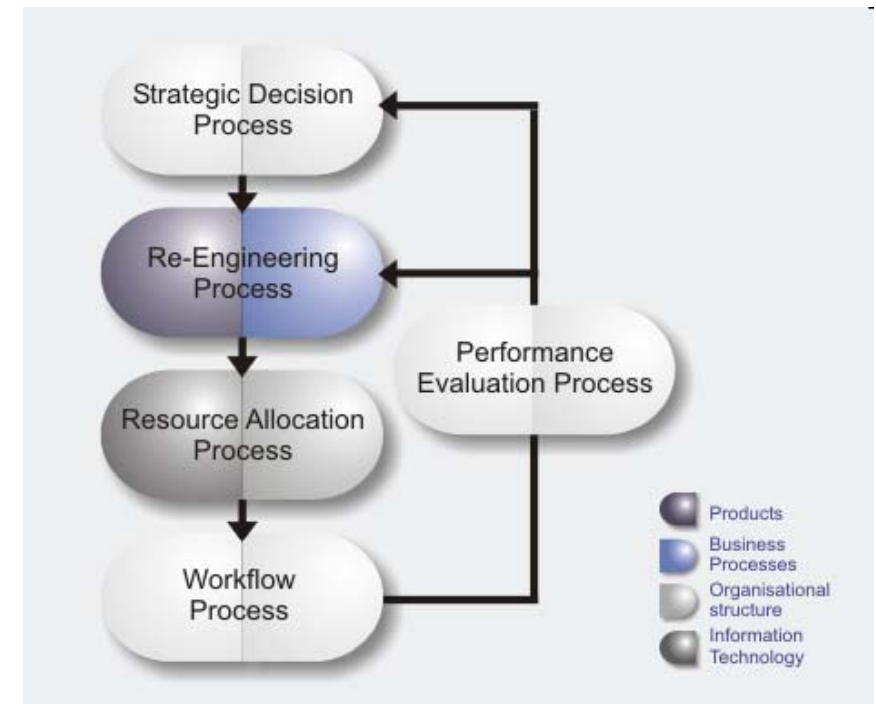 Strategic Decision
Process
Re-Engineering
Process
Performance
Evaluation Process
Resource Allocation
Process
Workflow
Process
Products
Business
Processes
Organisational
structure
Information
Technology